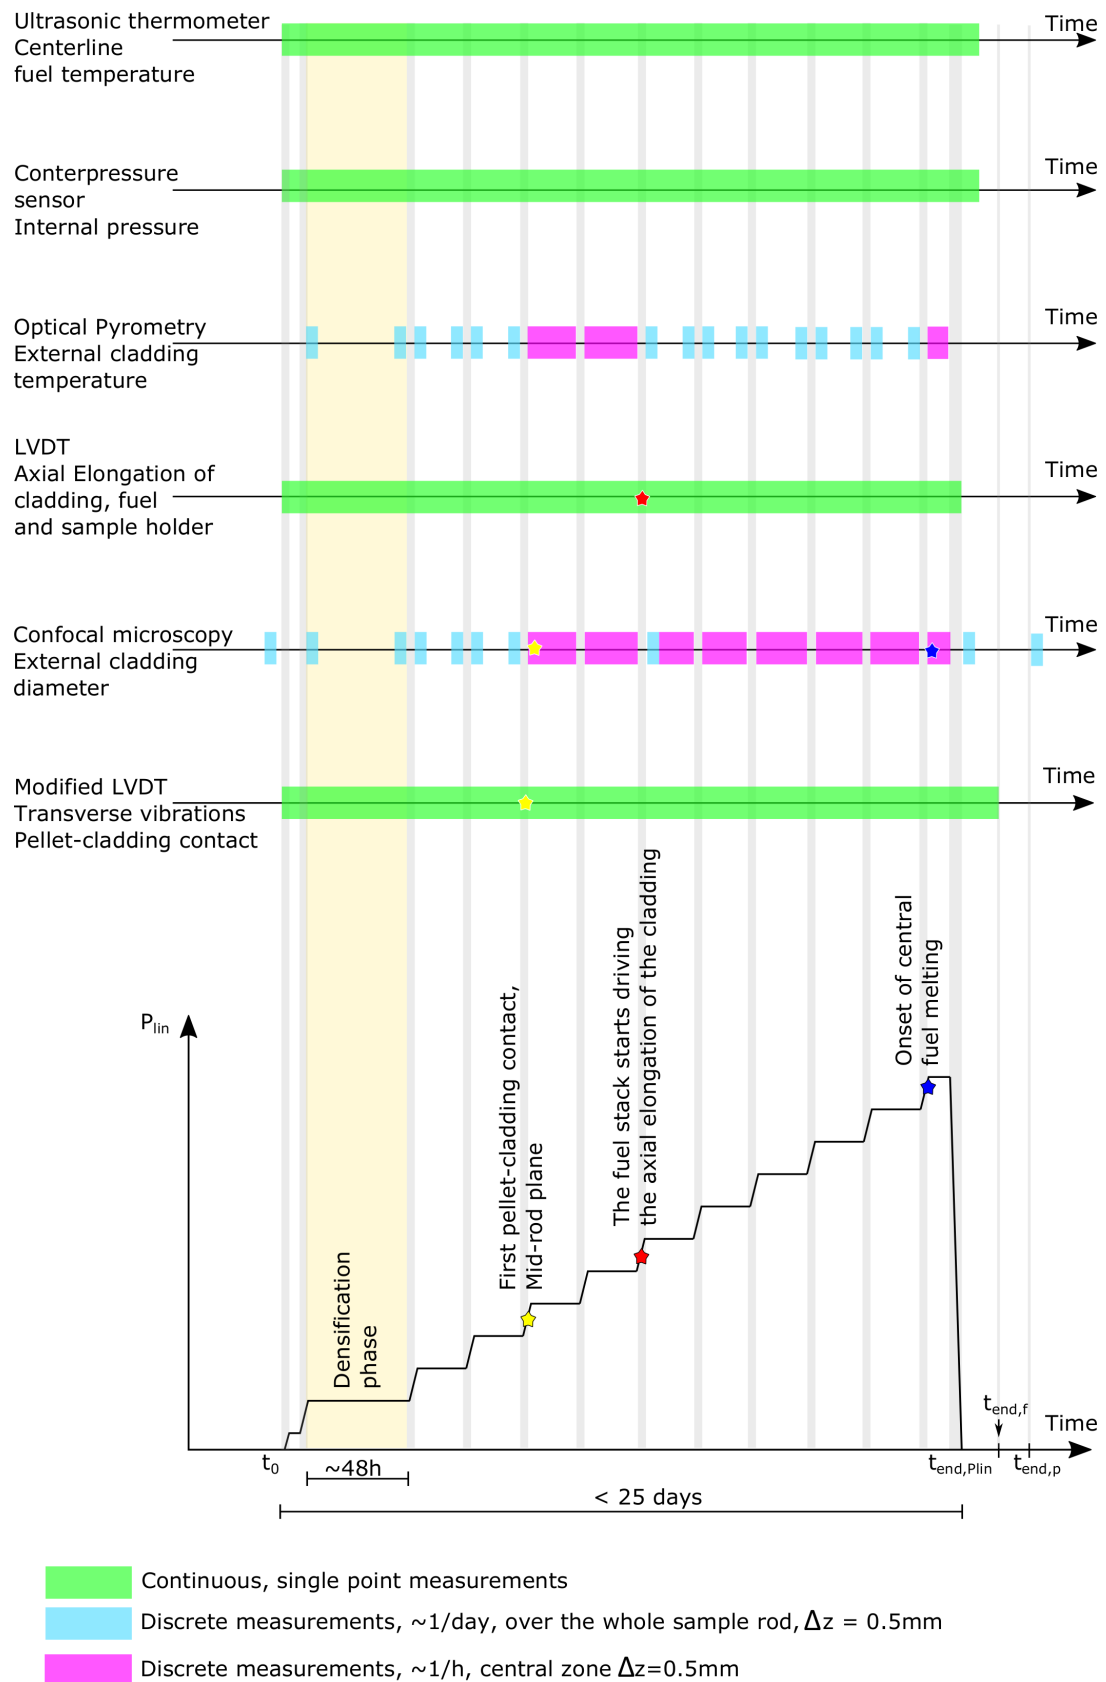 Ultrasonic thermometer
Centerline
fuel temperature
Time
Conterpressure
sensor
Internal pressure
Time
Optical Pyrometry
External cladding
temperature
Time
LVDT
Axial Elongation of
cladding, fuel
and sample holder
Time
Confocal microscopy
External cladding
diameter
Time
Modified LVDT
Transverse vibrations
Pellet-cladding contact
Time
Plin
Densification
phase
First pellet-cladding contact,
Mid-rod plane
The fuel stack starts driving
the axial elongation of the cladding
Onset of central
fuel melting
tend,f
Time
t0
tend,Plin
tend,p
~48h
< 25 days
Continuous, single point measurements
Discrete measurements, ~1/day, over the whole sample rod, Δz = 0.5mm
Discrete measurements, ~1/h, central zone Δz=0.5mm